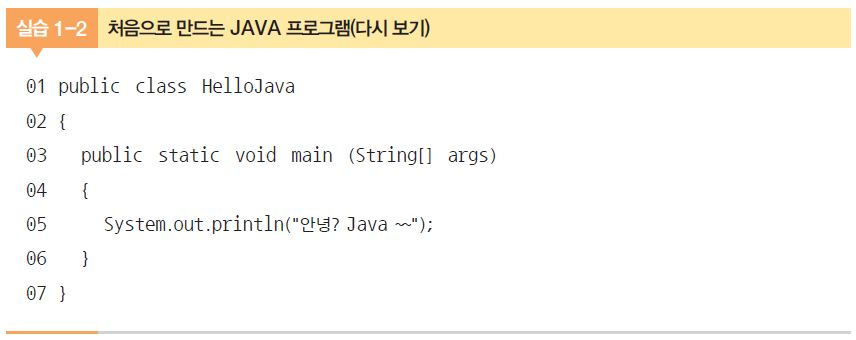 실습 1-2 처음으로 만드는 JAVA 프로그램(다시 보기)
01 public class HelloJava
02 {
03 public static void main (String[] args)
04 {
05 System.out.println("안녕? Java ~~");
06 }
07 }